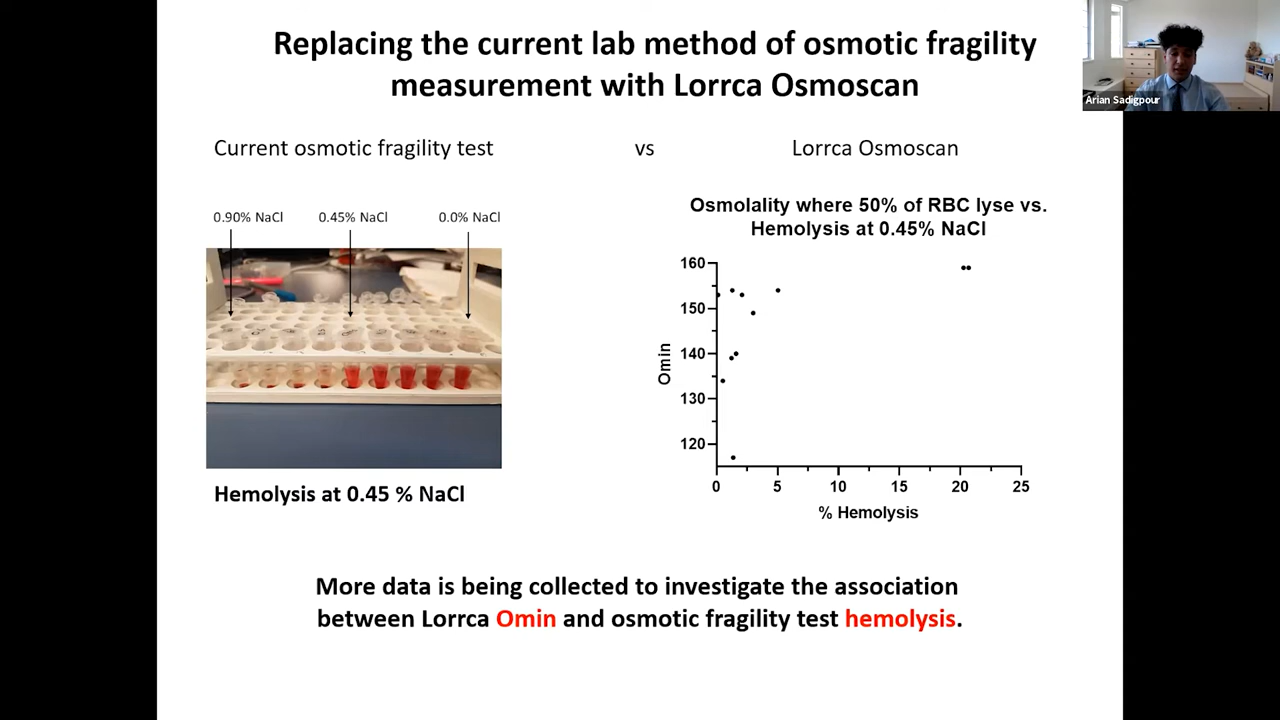 Replacing the current lab method of osmotic fragility
measurement with Lorrca Osmoscan
Arian Sadigpour
Current osmotic fragility test
vs
Lorrca Osmoscan
0.90% NaCl
0.45% NaCl
0.0% NaCl
Hemolysis at 0.45 % NaCl
Osmolality where 50% of RBC lyse vs.
Hemolysis at 0.45% NaCl
Omin
160
150
140
130
120
0 5 10 15 20 25
% Hemolysis
More data is being collected to investigate the association
between Lorrca Omin and osmotic fragility test hemolysis.